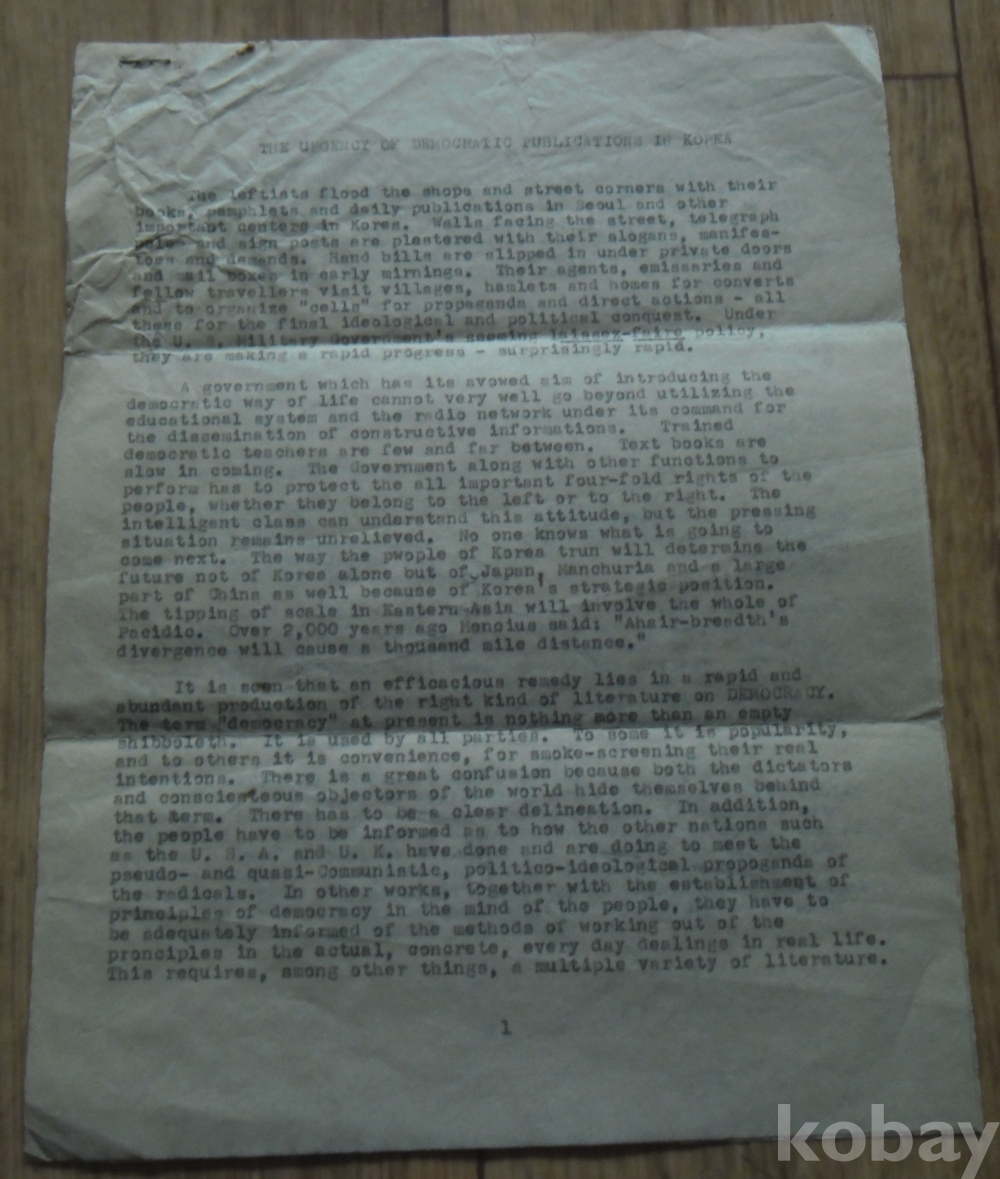 THE URGENCY OF DEMOCRATIC PUBLICATIONS IN KOREA
The leftists flood the shops and street corners with their
books, pamphlets and daily publications in Seoul and other
important centers in Korea. Walls facing the street, telegraph
poles and sign posts are plastered with their slogans, manifes-
toes and demands. Hand bills are slipped in under private doors
and mail boxes in early mirnings. Their agents, emissaries and
fellow travellers visit villages, hamlets and homes for converts
and to organize "cells" for propaganda and direct actions - all
these for the final ideological and political conquest. Under
the U. S. Military Government's seeming laissez-faire policy,
they are making a rapid progress - surprisingly rapid.
A government which has its avowed aim of introducing the
democratic way of life cannot very well go beyond utilizing the
educational system and the radio network under its command for
the dissemination of constructive informations. Trained
democratic teachers are few and far between. Text books are
slow in coming. The Government along with other functions to
perform has to protect the all important four-fold rights of the
people, whether they belong to the left or to the right. The
intelligent class can understand this attitude, but the pressing
situation remains unrelieved. No one knows what is going to
come next. The way the pwople of Korea trun will determine the
future not of Korea alone but of Japan, Manchuria and a large
part of China as well because of Korea's strategic position.
The tipping of scale in Eastern Asia will involve the whole of
Pacidic. Over 2,000 years ago Mencius said: "Ahair-breadth's
divergence will cause a thousand mile distance."
It is seen that an efficacious remedy lies in a rapid and
abundant production of the right kind of literature on DEMOCRACY.
The term "democracy" at present is nothing more than an empty
shibboleth. It is used by all parties. To some it is popularity,
and to others it is convenience, for smoke-screening their real
intentions. There is a great confusion because both the dictators
and conscienteous objectors of the world hide themselves behind
that term. There has to be a clear delineation. In addition,
the people have to be informed as to how the other nations such
as the U. S. A. and U. K. have done and are doing to meet the
pseudo- and quasi-Communistic, politico-ideological propoganda of
the radicals. In other works, together with the establishment of
principles of democracy in the mind of the people, they have to
be adequately informed of the methods of working out of the
pronciples in the actual, concrete, every day dealings in real life.
This requires, among other things, a multiple variety of literature.
1
kobay